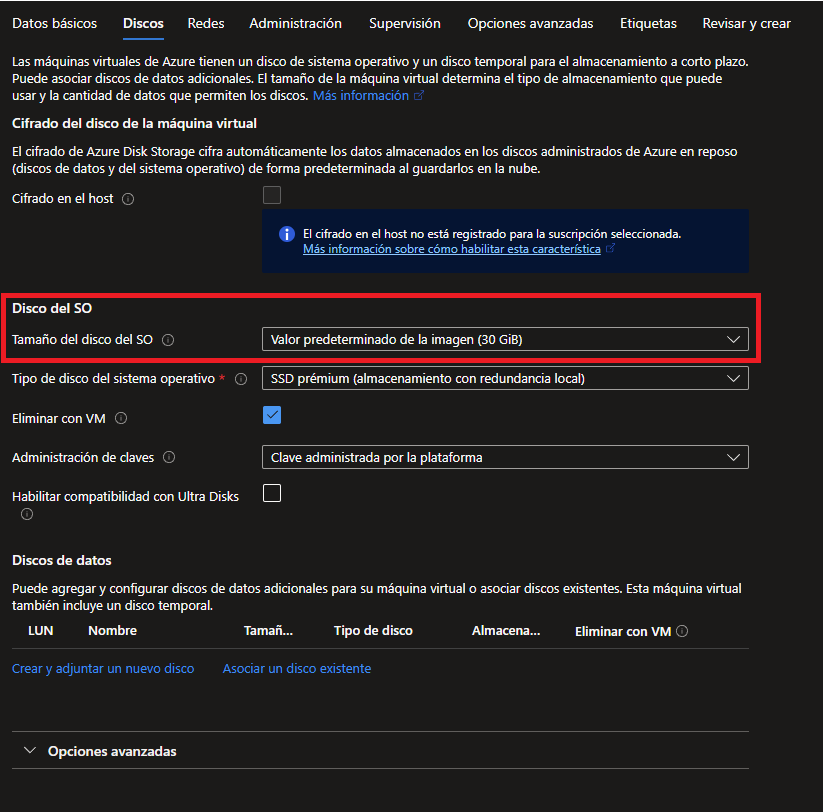 Datos básicos Discos Redes Administración Supervisión Opciones avanzadas Etiquetas Revisar y crear
Las máquinas virtuales de Azure tienen un disco de sistema operativo y un disco temporal para el almacenamiento a corto plazo.
Puede asociar discos de datos adicionales. El tamaño de la máquina virtual determina el tipo de almacenamiento que puede
usar y la cantidad de datos que permiten los discos. Más información
Cifrado del disco de la máquina virtual
El cifrado de Azure Disk Storage cifra automáticamente los datos almacenados en los discos administrados de Azure en reposo
(discos de datos y del sistema operativo) de forma predeterminada al guardarlos en la nube.
Cifrado en el host
El cifrado en el host no está registrado para la suscripción seleccionada.
Más información sobre cómo habilitar esta característica
Disco del SO
Tamaño del disco del SO Valor predeterminado de la imagen (30 GiB)
Tipo de disco del sistema operativo * SSD prémium (almacenamiento con redundancia local)
Eliminar con VM
Administración de claves Clave administrada por la plataforma
Habilitar compatibilidad con Ultra Disks
Discos de datos
Puede agregar y configurar discos de datos adicionales para su máquina virtual o asociar discos existentes. Esta máquina virtual
también incluye un disco temporal.
LUN Nombre Tamañ... Tipo de disco Almacena... Eliminar con VM
Crear y adjuntar un nuevo disco Asociar un disco existente
Opciones avanzadas